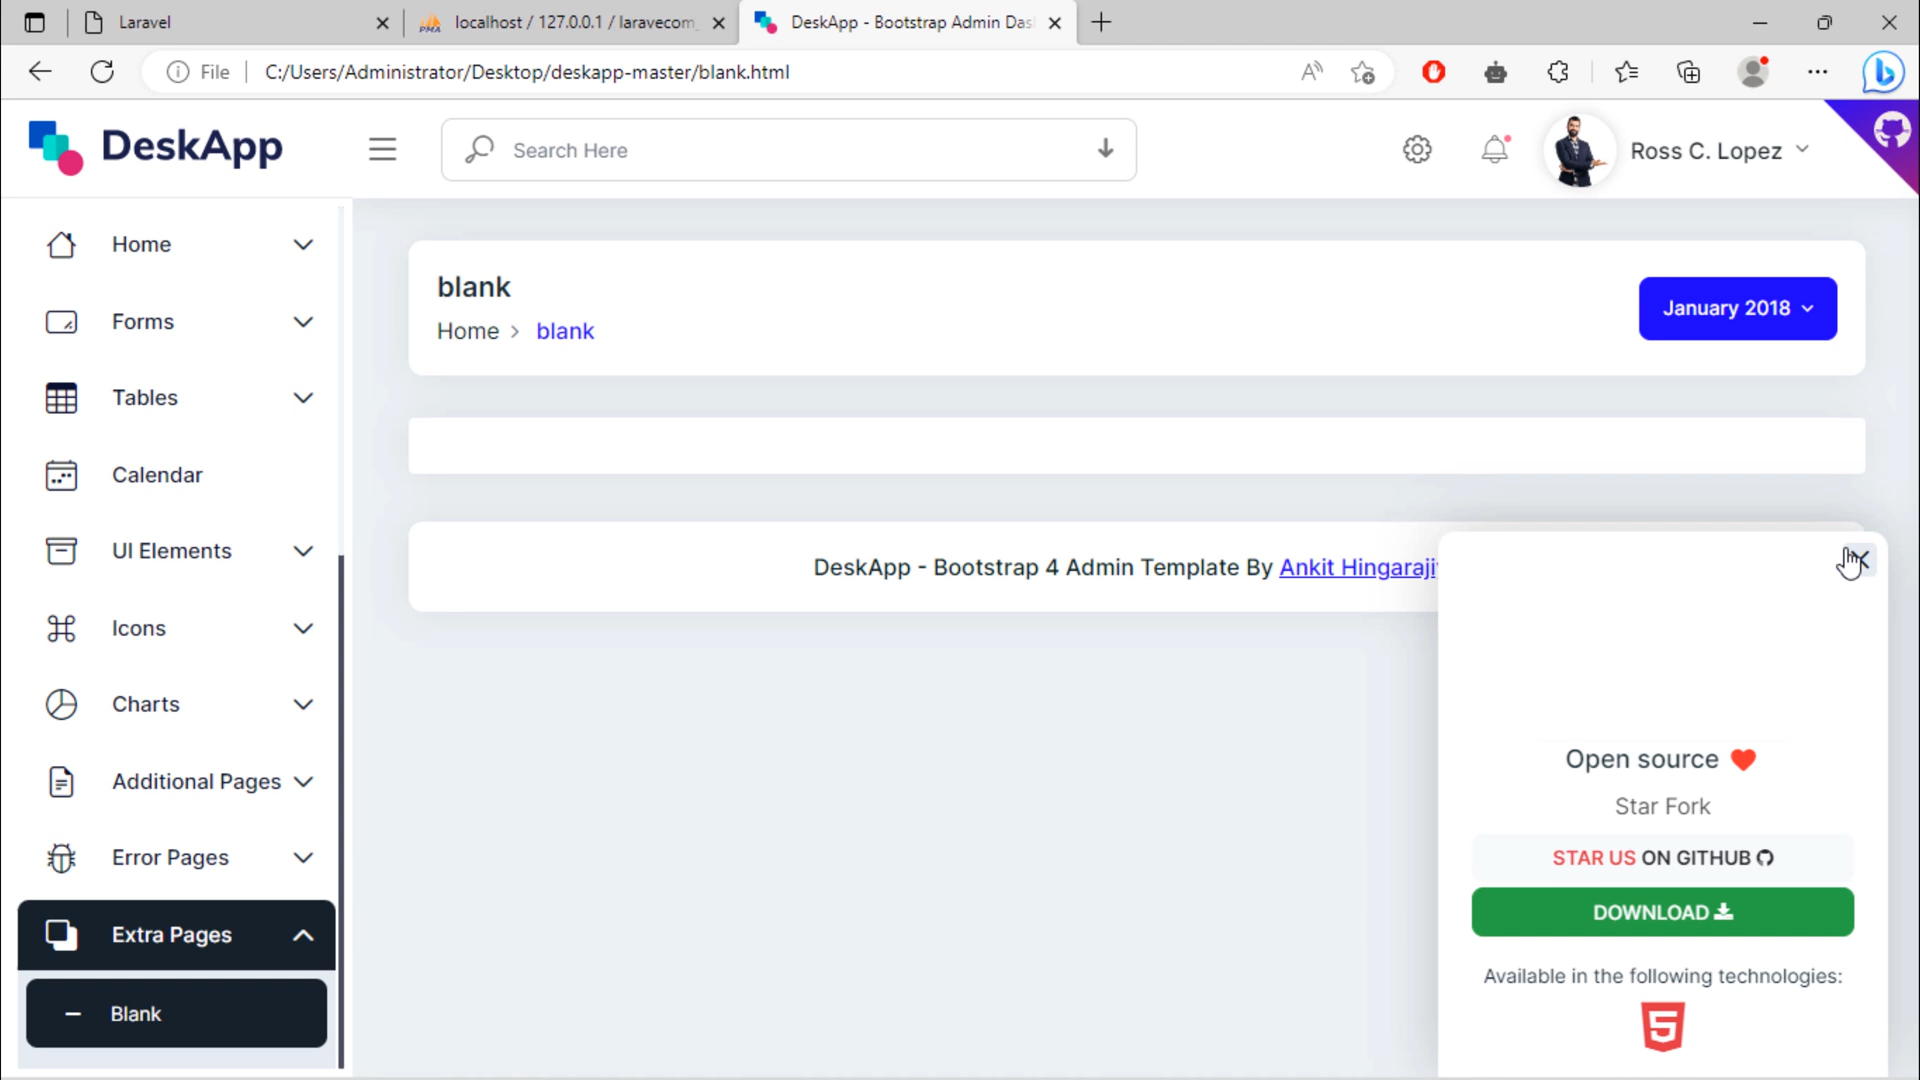 Laravel
localhost / 127.0.0.1 / laravecom_
DeskApp - Bootstrap Admin Das
File
C:/Users/Administrator/Desktop/deskapp-master/blank.html
DeskApp
Search Here
Ross C. Lopez
Home
Forms
Tables
Calendar
UI Elements
Icons
Charts
Additional Pages
Error Pages
Extra Pages
Blank
blank
Home > blank
January 2018
DeskApp - Bootstrap 4 Admin Template By Ankit Hingaraji
Open source
Star Fork
STAR US ON GITHUB
DOWNLOAD
Available in the following technologies:
5